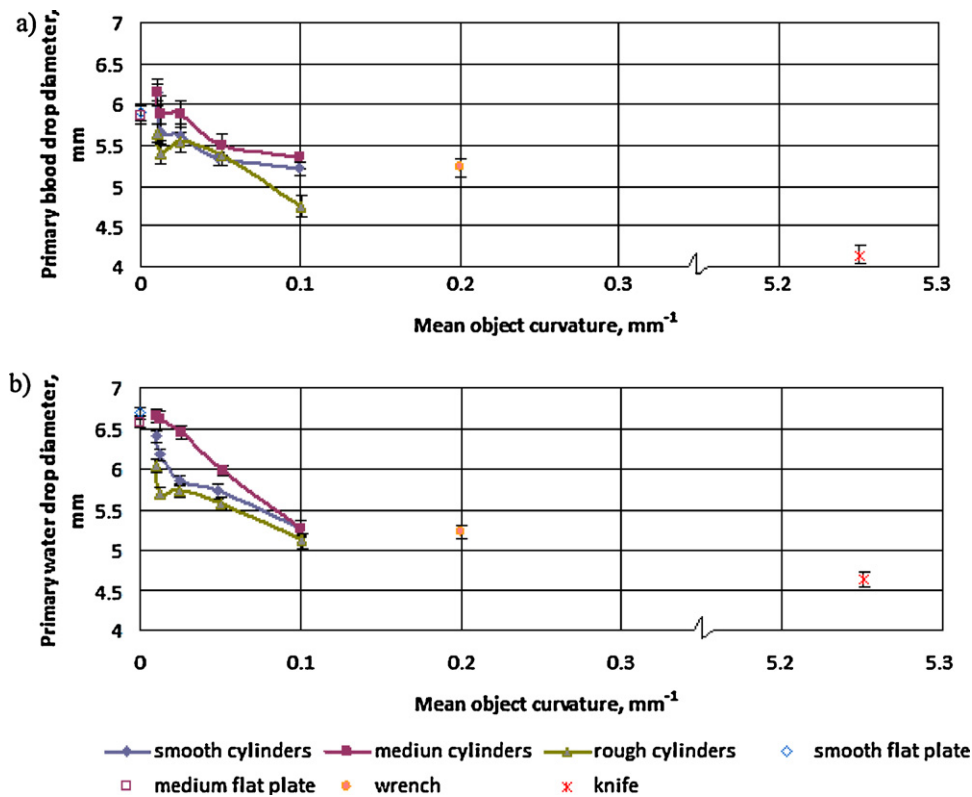 a)
Primary blood drop diameter,
mm
7
6.5
6
5.5
5
4.5
4
0 0.1 0.2 0.3 5.2 5.3
Mean object curvature, mm-1
b)
Primary water drop diameter,
mm
7
6.5
6
5.5
5
4.5
4
0 0.1 0.2 0.3 5.2 5.3
Mean object curvature, mm-1
smooth cylinders mediun cylinders rough cylinders smooth flat plate
medium flat plate wrench knife